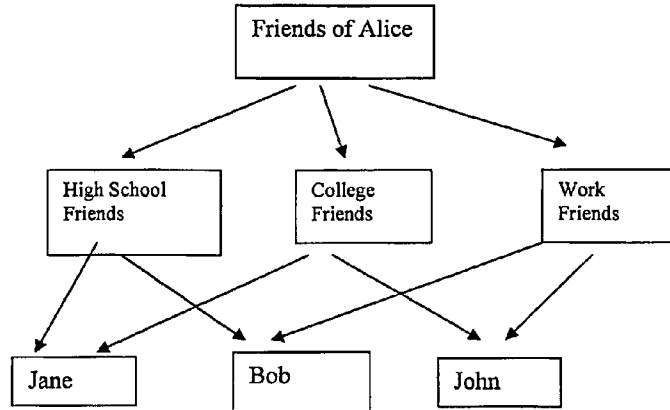 Friends of Alice
High School
Friends
College
Friends
Work
Friends
Jane
Bob
John